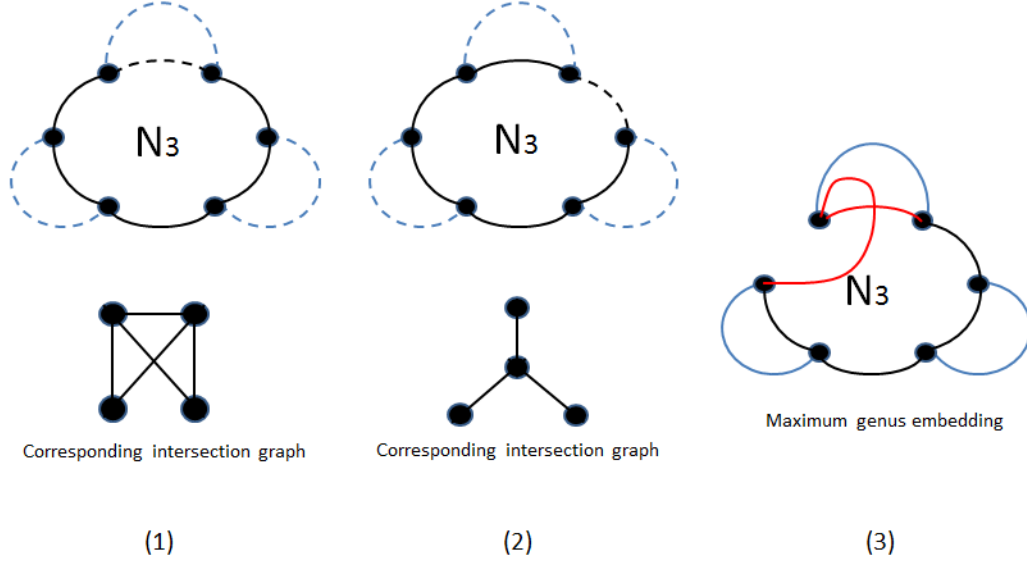 N3
N3
N3
Maximum genus embedding
Corresponding intersection graph
Corresponding intersection graph
(1)
(2)
(3)